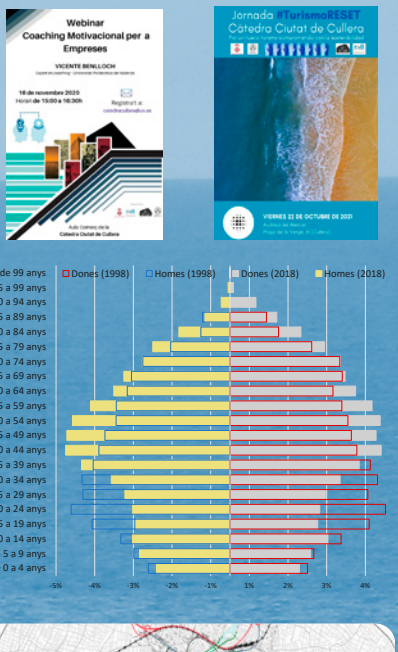 Webinar
Coaching Motivacional per a
Empreses
VICENTE BENLLOCH
16 de novembre 2020
Horari de 15:00 a 16:30h
Registra't a:
Aula Cameraç de la
Càtedra Ciutat de Cullera
Jornada #TurismoRESET
Càtedra Ciutat de Cullera
VIERNES 22 DE OCTUBRE DE 2021
de 99 anys
Dones (1998) Homes (1998) Dones (2018) Homes (2018)
5 a 99 anys
0 a 94 anys
5 a 89 anys
0 a 84 anys
5 a 79 anys
0 a 74 anys
5 a 69 anys
0 a 64 anys
5 a 59 anys
0 a 54 anys
5 a 49 anys
0 a 44 anys
5 a 39 anys
0 a 34 anys
5 a 29 anys
0 a 24 anys
5 a 19 anys
0 a 14 anys
5 a 9 anys
0 a 4 anys
-5% -4% -3% -2% -1% 1% 2% 3% 4%